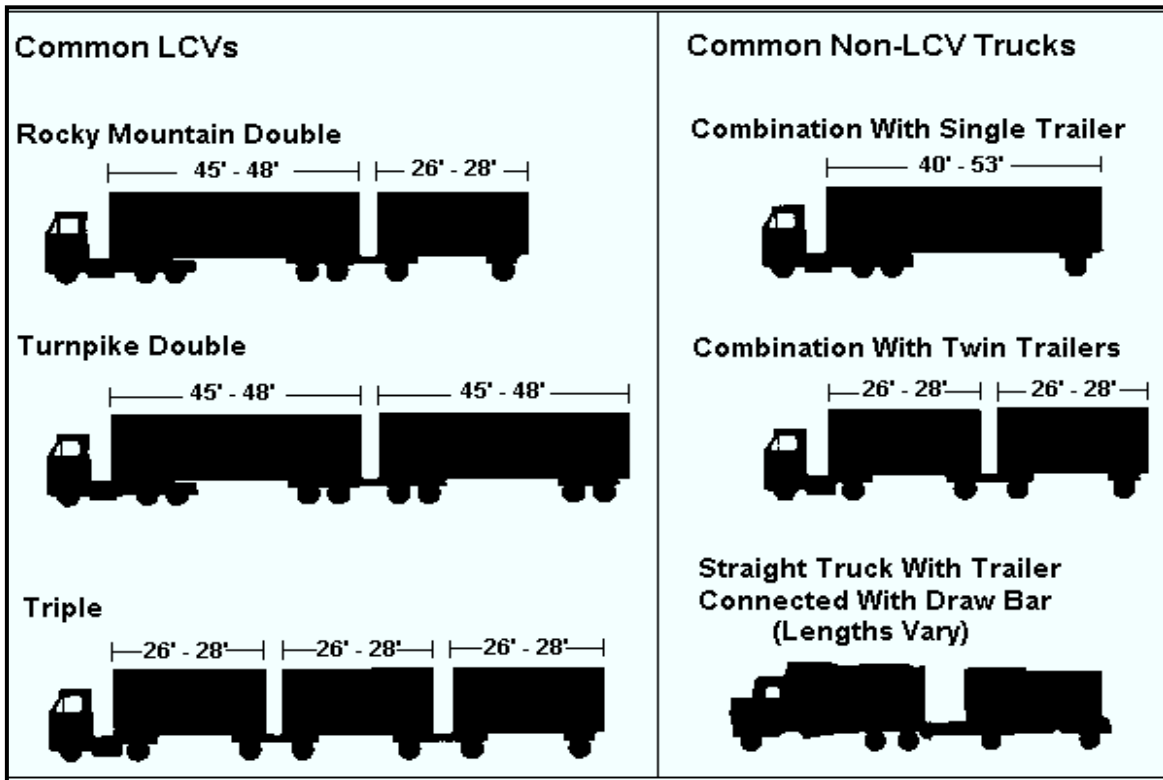 Common LCVs
Rocky Mountain Double
45' - 48' 26' - 28'
Turnpike Double
45' - 48' 45' - 48'
Triple
26' - 28' 26' - 28' 26' - 28'
Common Non-LCV Trucks
Combination With Single Trailer
40' - 53'
Combination With Twin Trailers
26' - 28' 26' - 28'
Straight Truck With Trailer
Connected With Draw Bar
(Lengths Vary)